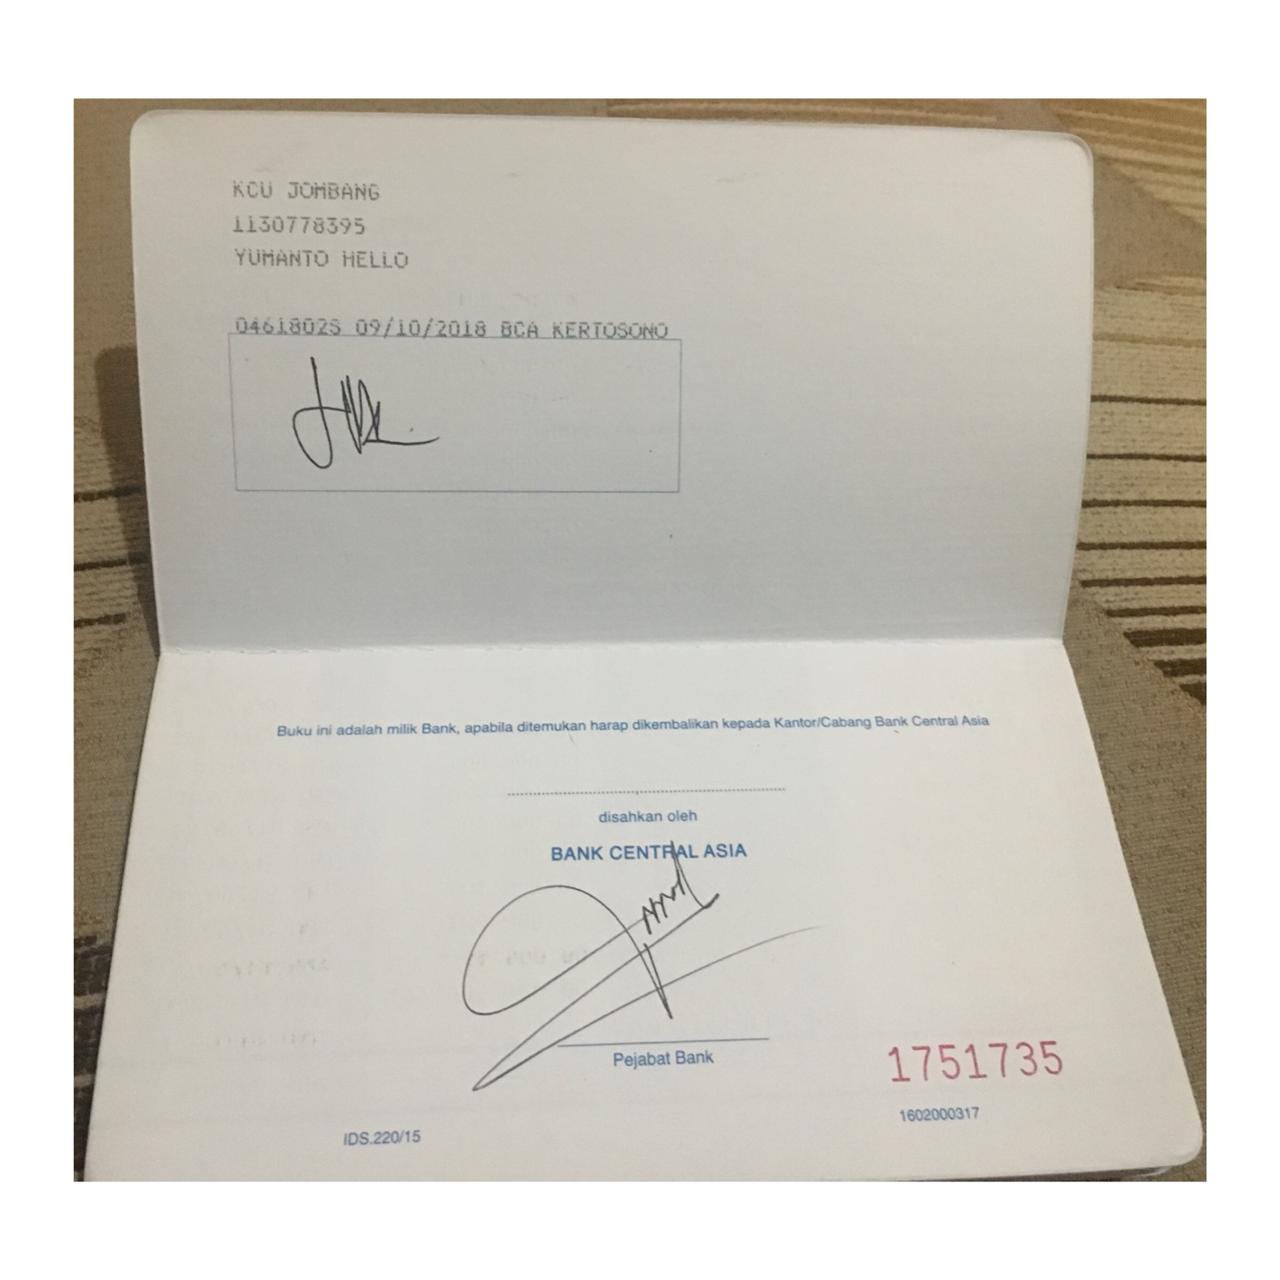 KCU JOMBANG
1130778395
YUMANTO HELLO
0461802S 09/10/2018 BCA KERTOSONO
Buku ini adalah milik Bank, apabila ditemukan harap dikembalikan kepada Kantor/Cabang Bank Central Asia
disahkan oleh
BANK CENTRAL ASIA
Pejabat Bank
1751735
1602000317
IDS.220/15